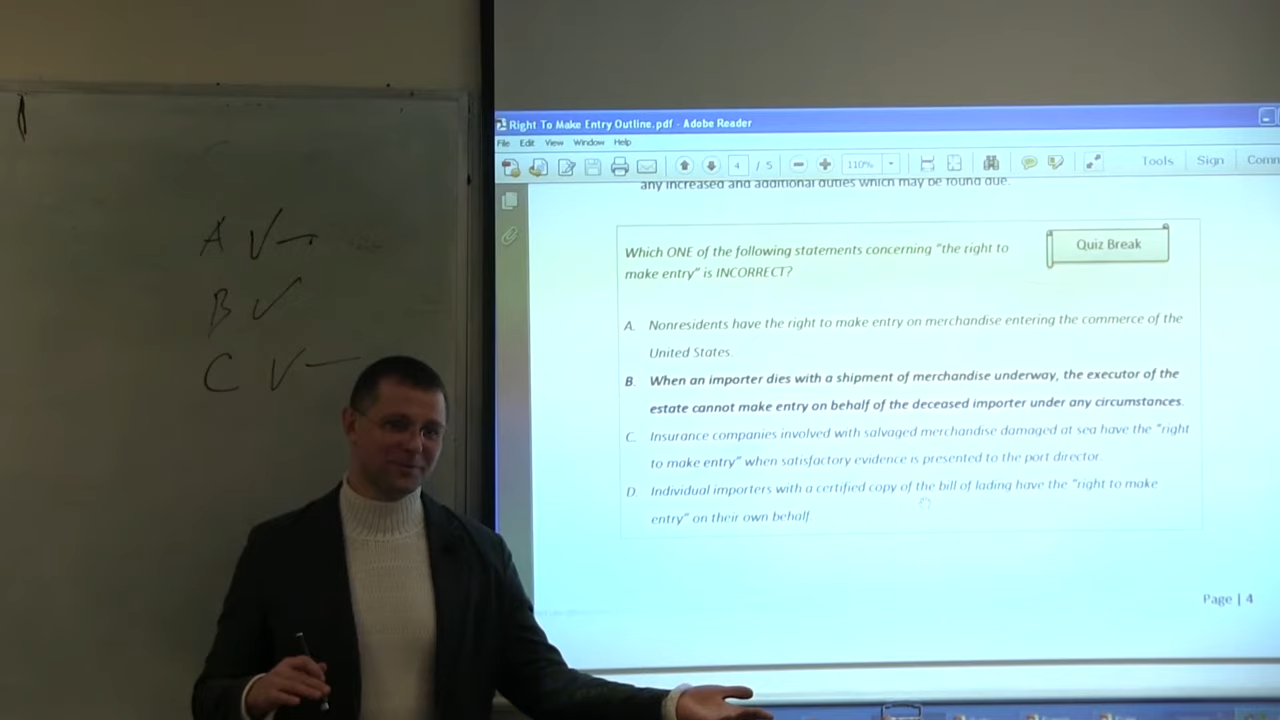 A ✓
B ✓
C ✓
Right To Make Entry Outline.pdf - Adobe Reader
File Edit View Window Help
4 / 5 110% Tools Sign Comm
any increased and additional duties which may be found due.
Which ONE of the following statements concerning "the right to
make entry" is INCORRECT?
Quiz Break
A. Nonresidents have the right to make entry on merchandise entering the commerce of the
United States.
B. When an importer dies with a shipment of merchandise underway, the executor of the
estate cannot make entry on behalf of the deceased importer under any circumstances.
C. Insurance companies involved with salvaged merchandise damaged at sea have the "right
to make entry" when satisfactory evidence is presented to the port director.
D. Individual importers with a certified copy of the bill of lading have the "right to make
entry" on their own behalf
Page | 4